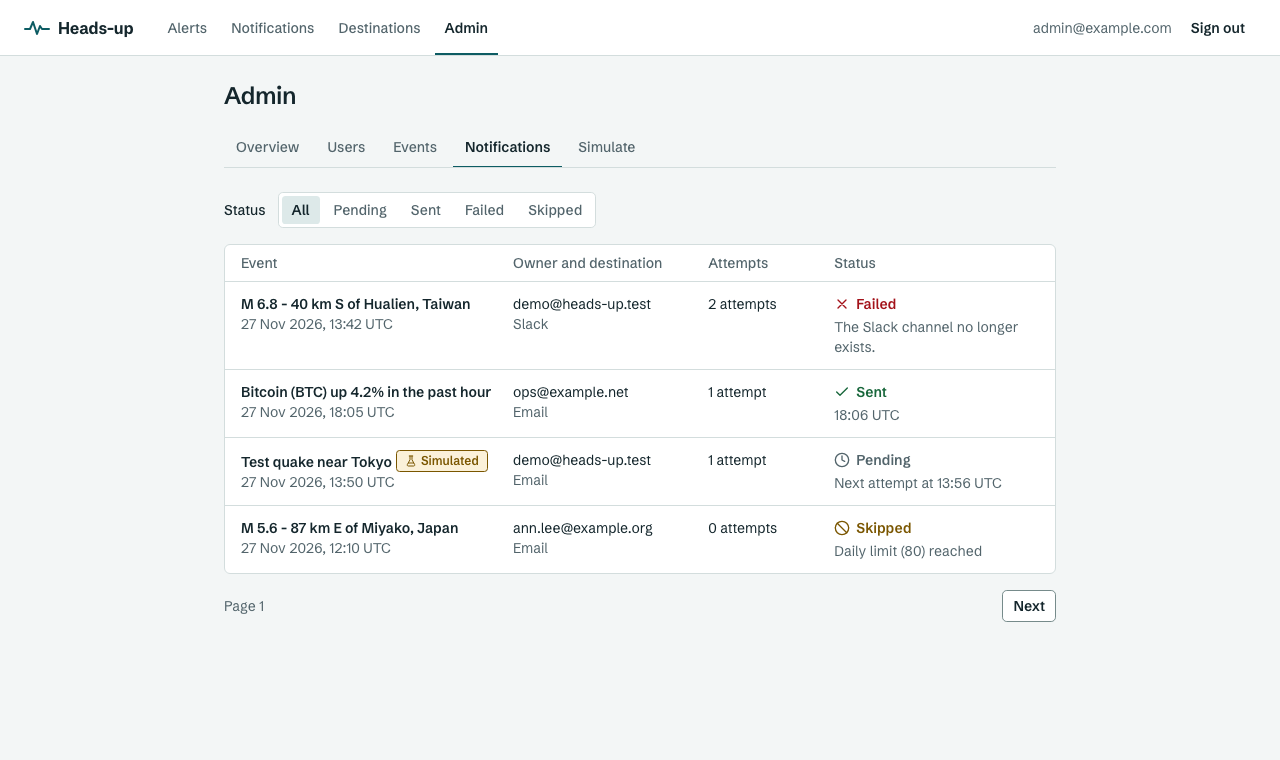 Heads-up Alerts Notifications Destinations Admin admin@example.com Sign out
Admin
Overview Users Events Notifications Simulate
Status All Pending Sent Failed Skipped
Event Owner and destination Attempts Status
M 6.8 - 40 km S of Hualien, Taiwan demo@heads-up.test 2 attempts Failed
27 Nov 2026, 13:42 UTC Slack The Slack channel no longer
exists.
Bitcoin (BTC) up 4.2% in the past hour ops@example.net 1 attempt Sent
27 Nov 2026, 18:05 UTC Email 18:06 UTC
Test quake near Tokyo Simulated demo@heads-up.test 1 attempt Pending
27 Nov 2026, 13:50 UTC Email Next attempt at 13:56 UTC
M 5.6 - 87 km E of Miyako, Japan ann.lee@example.org 0 attempts Skipped
27 Nov 2026, 12:10 UTC Email Daily limit (80) reached
Page 1 Next